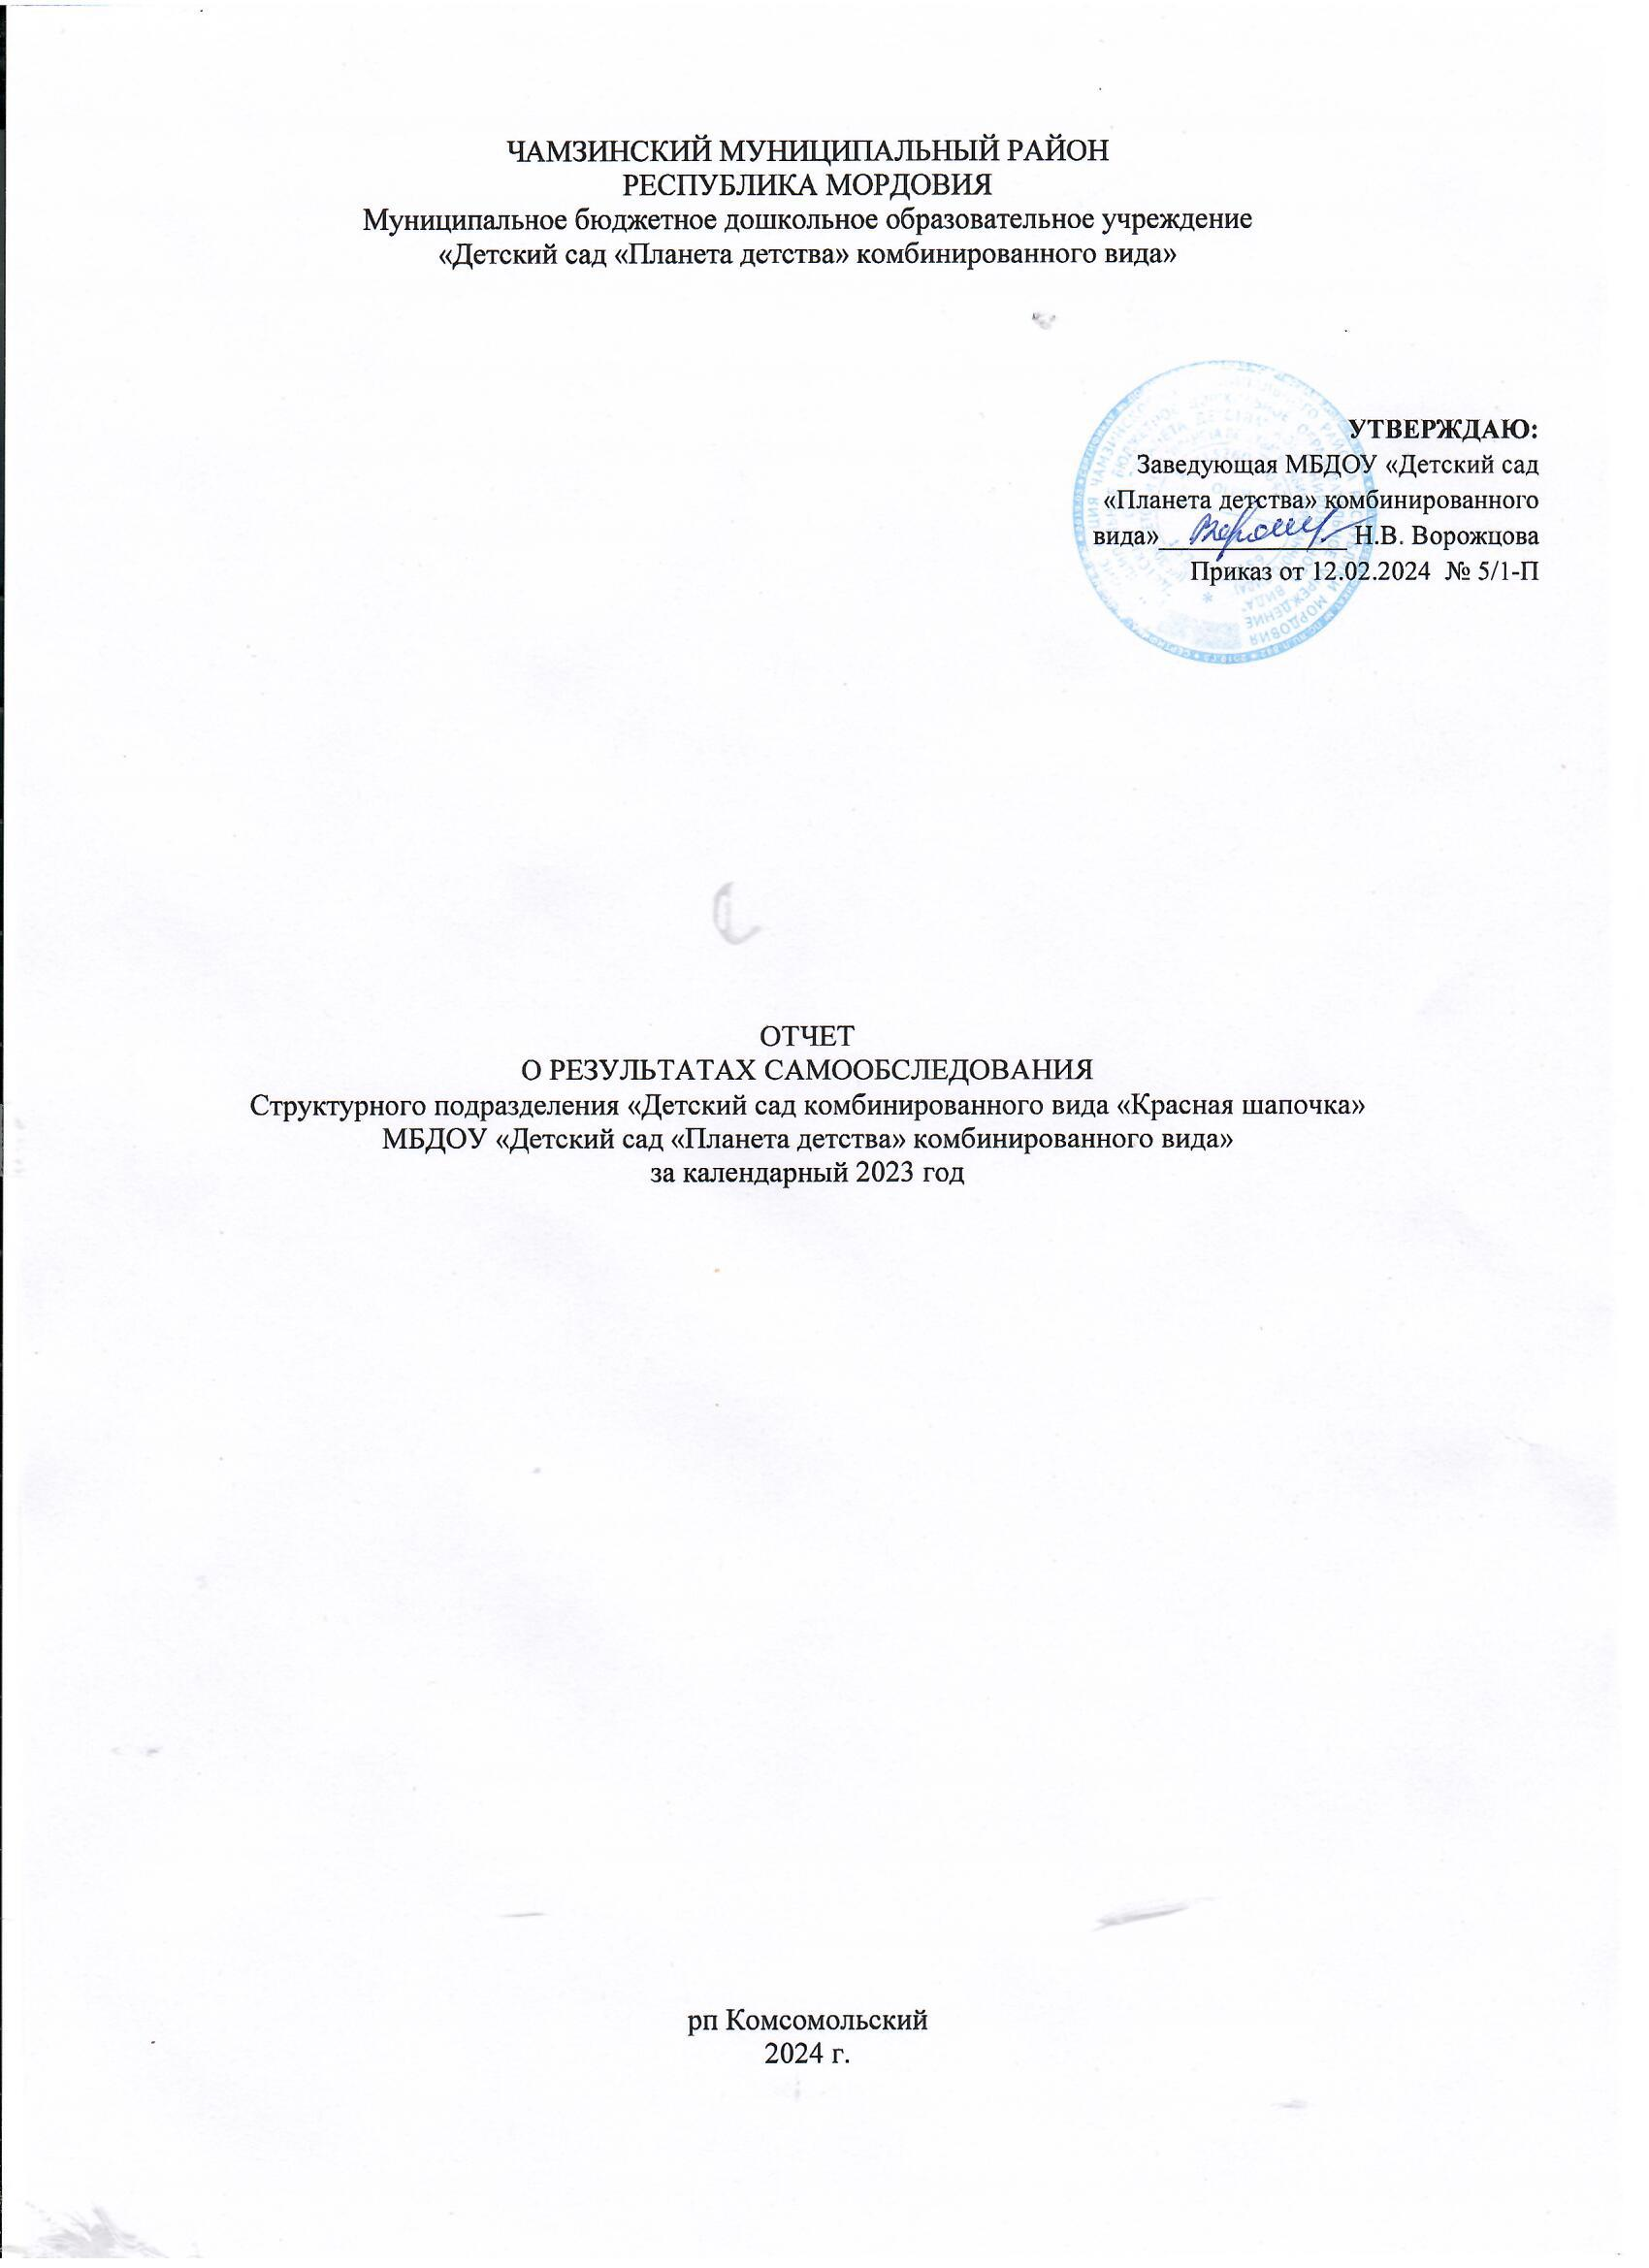 ЧАМЗИНСКИЙ МУНИЦИПАЛЬНЫЙ РАЙОН
РЕСПУБЛИКА МОРДОВИЯ
Муниципальное бюджетное дошкольное образовательное учреждение
«Детский сад «Планета детства» комбинированного вида»
УТВЕРЖДАЮ:
Заведующая МБДОУ «Детский сад
«Планета детства» комбинированного
вида»______________ Н.В. Ворожцова
Приказ от 12.02.2024 № 5/1-П
ОТЧЕТ
О РЕЗУЛЬТАТАХ САМООБСЛЕДОВАНИЯ
Структурного подразделения «Детский сад комбинированного вида «Красная шапочка»
МБДОУ «Детский сад «Планета детства» комбинированного вида»
за календарный 2023 год
рп Комсомольский
2024 г.